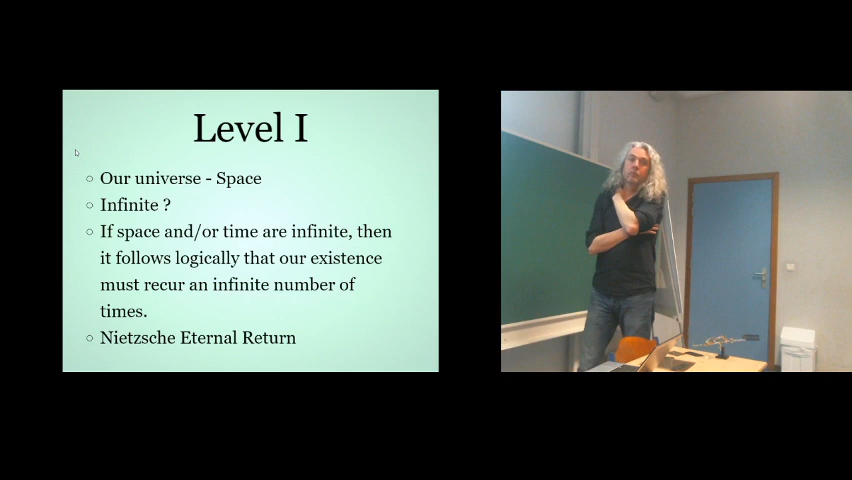 Level I
Our universe - Space
Infinite ?
If space and/or time are infinite, then
it follows logically that our existence
must recur an infinite number of
times.
Nietzsche Eternal Return